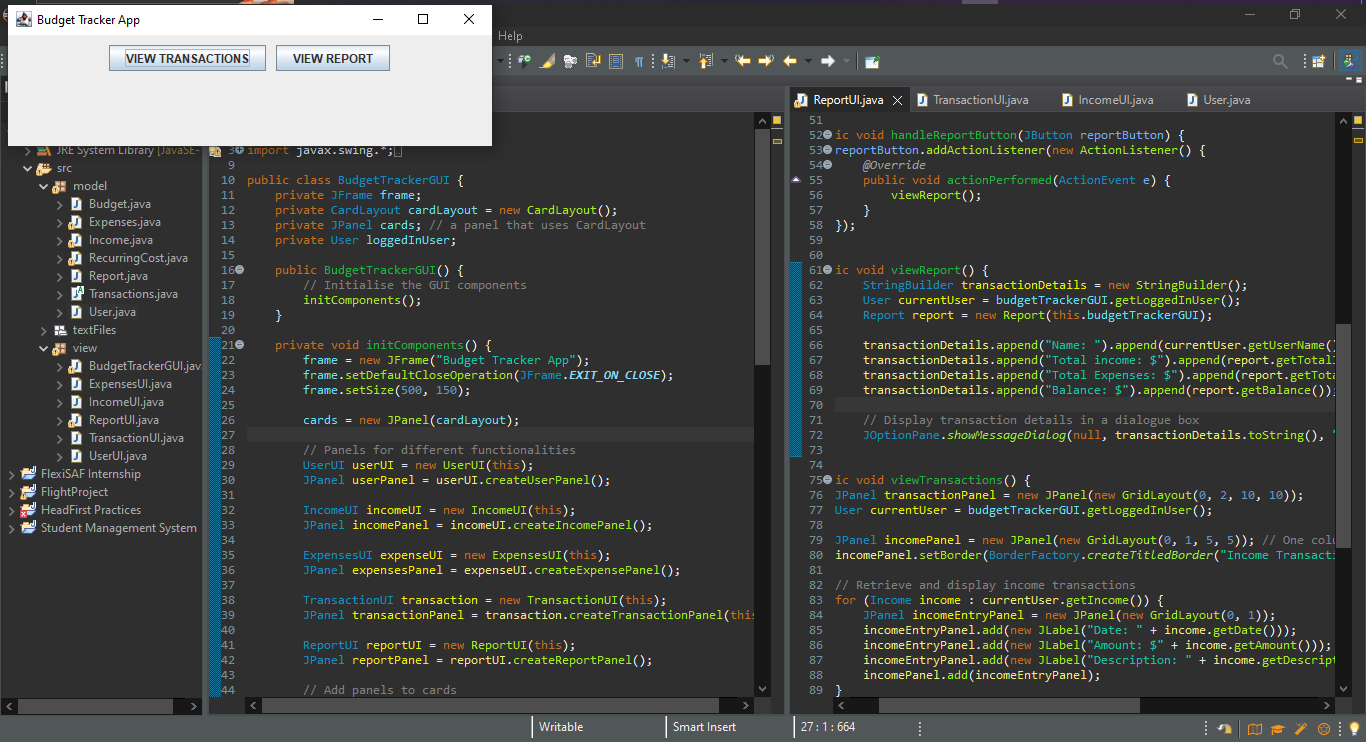 Budget Tracker App
VIEW TRANSACTIONS
VIEW REPORT
Help
JRE System Library [JavaSE-
src
model
Budget.java
Expenses.java
Income.java
RecurringCost.java
Report.java
Transactions.java
User.java
textFiles
view
BudgetTrackerGUI.jav
ExpensesUI.java
IncomeUI.java
ReportUI.java
TransactionUI.java
UserUI.java
FlexiSAF Internship
FlightProject
HeadFirst Practices
Student Management System
3 import javax.swing.*;
9
10 public class BudgetTrackerGUI {
11 private JFrame frame;
12 private CardLayout cardLayout = new CardLayout();
13 private JPanel cards; // a panel that uses CardLayout
14 private User loggedInUser;
15
16 public BudgetTrackerGUI() {
17 // Initialise the GUI components
18 initComponents();
19 }
20
21 private void initComponents() {
22 frame = new JFrame("Budget Tracker App");
23 frame.setDefaultCloseOperation(JFrame.EXIT_ON_CLOSE);
24 frame.setSize(500, 150);
25
26 cards = new JPanel(cardLayout);
27
28 // Panels for different functionalities
29 UserUI userUI = new UserUI(this);
30 JPanel userPanel = userUI.createUserPanel();
31
32 IncomeUI incomeUI = new IncomeUI(this);
33 JPanel incomePanel = incomeUI.createIncomePanel();
34
35 ExpensesUI expenseUI = new ExpensesUI(this);
36 JPanel expensesPanel = expenseUI.createExpensePanel();
37
38 TransactionUI transaction = new TransactionUI(this);
39 JPanel transactionPanel = transaction.createTransactionPanel(this
40
41 ReportUI reportUI = new ReportUI(this);
42 JPanel reportPanel = reportUI.createReportPanel();
43
44 // Add panels to cards
ReportUI.java
TransactionUI.java
IncomeUI.java
User.java
51
52 ic void handleReportButton(JButton reportButton) {
53 reportButton.addActionListener(new ActionListener() {
54 @Override
55 public void actionPerformed(ActionEvent e) {
56 viewReport();
57 }
58 });
59
60
61 ic void viewReport() {
62 StringBuilder transactionDetails = new StringBuilder();
63 User currentUser = budgetTrackerGUI.getLoggedInUser();
64 Report report = new Report(this.budgetTrackerGUI);
65
66 transactionDetails.append("Name: ").append(currentUser.getUserName()
67 transactionDetails.append("Total income: $").append(report.getTotalI
68 transactionDetails.append("Total Expenses: $").append(report.getTota
69 transactionDetails.append("Balance: $").append(report.getBalance());
70
71 // Display transaction details in a dialogue box
72 JOptionPane.showMessageDialog(null, transactionDetails.toString(), "
73
74
75 ic void viewTransactions() {
76 JPanel transactionPanel = new JPanel(new GridLayout(0, 2, 10, 10));
77 User currentUser = budgetTrackerGUI.getLoggedInUser();
78
79 JPanel incomePanel = new JPanel(new GridLayout(0, 1, 5, 5)); // One colu
80 incomePanel.setBorder(BorderFactory.createTitledBorder("Income Transacti
81
82 // Retrieve and display income transactions
83 for (Income income : currentUser.getIncome()) {
84 JPanel incomeEntryPanel = new JPanel(new GridLayout(0, 1));
85 incomeEntryPanel.add(new JLabel("Date: " + income.getDate()));
86 incomeEntryPanel.add(new JLabel("Amount: $" + income.getAmount()));
87 incomeEntryPanel.add(new JLabel("Description: " + income.getDescript
88 incomePanel.add(incomeEntryPanel);
89 }
Writable
Smart Insert
27 : 1 : 664